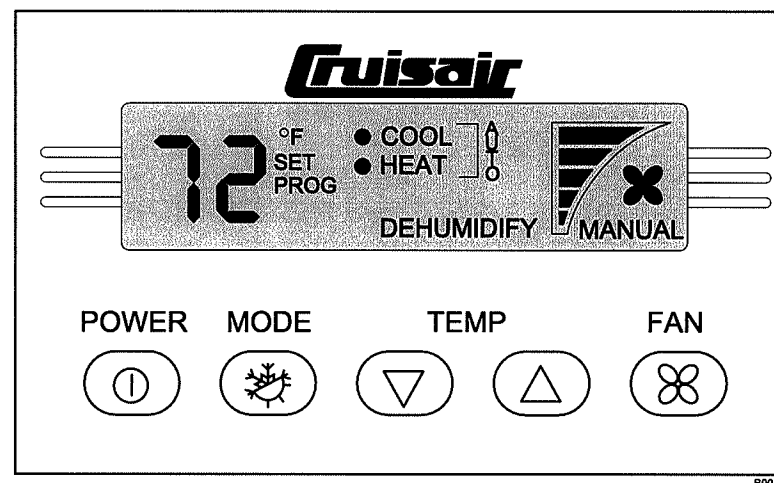 Cruisair
72 °F
SET
PROG
COOL
HEAT
DEHUMIDIFY
MANUAL
POWER MODE TEMP FAN